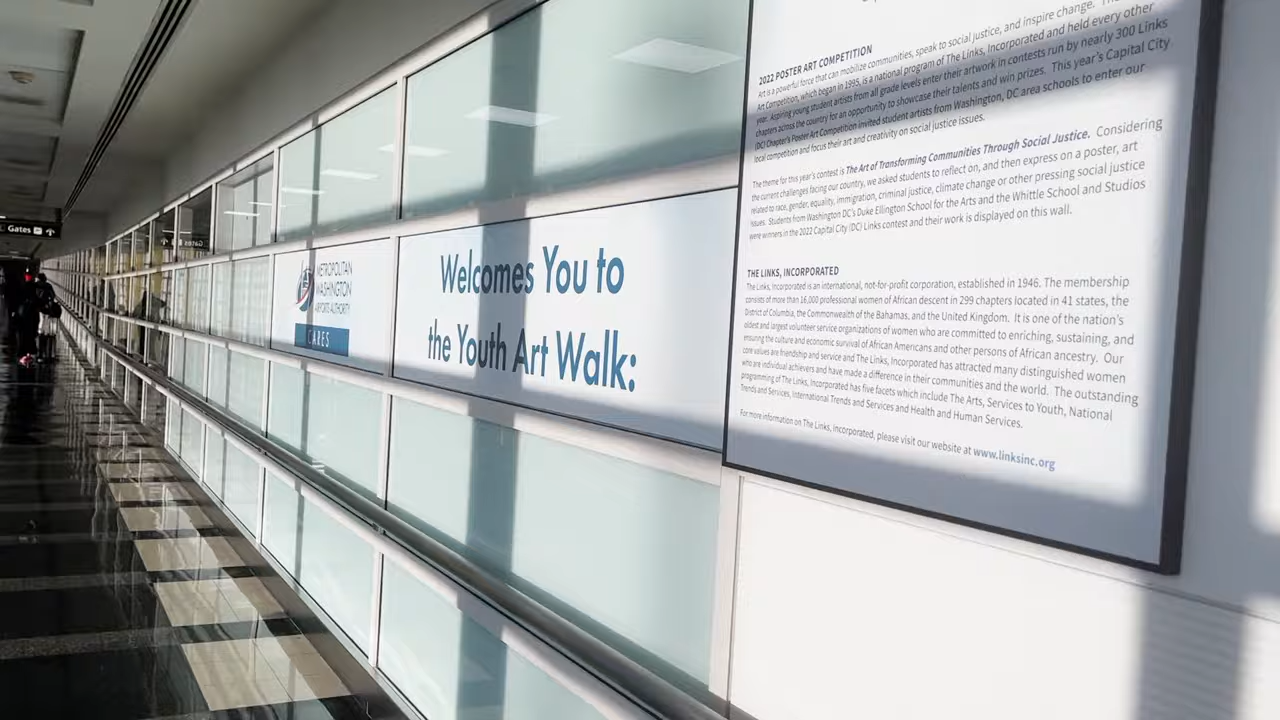 Gates
METROPOLITAN
WASHINGTON
AIRPORTS AUTHORITY
CARES
Welcomes You to
the Youth Art Walk:
2022 POSTER ART COMPETITION
Art is a powerful force that can mobilize communities, speak to social justice, and inspire change.
Art Competition, which began in 1995, is a national program of The Links, Incorporated and held every other
year. Aspiring young student artists from all grade levels enter their artwork in contests run by nearly 300 Links
chapters across the country for an opportunity to showcase their talents and win prizes. This year's Capital City
(DC) Chapter's Poster Art Competition invited student artists from Washington, DC area schools to enter our
local competition and focus their art and creativity on social justice issues.
The theme for this year's contest is The Art of Transforming Communities Through Social Justice. Considering
the current challenges facing our country, we asked students to reflect on, and then express on a poster, art
related to race, gender, equality, immigration, criminal justice, climate change or other pressing social justice
issues. Students from Washington DC's Duke Ellington School for the Arts and the Whittle School and Studios
were winners in the 2022 Capital City (DC) Links contest and their work is displayed on this wall.
THE LINKS, INCORPORATED
The Links, Incorporated is an international, not-for-profit corporation, established in 1946. The membership
consists of more than 16,000 professional women of African descent in 299 chapters located in 41 states, the
District of Columbia, the Commonwealth of the Bahamas, and the United Kingdom. It is one of the nation's
oldest and largest volunteer service organizations of women who are committed to enriching, sustaining, and
ensuring the culture and economic survival of African Americans and other persons of African ancestry. Our
core values are friendship and service and The Links, Incorporated has attracted many distinguished women
who are individual achievers and have made a difference in their communities and the world. The outstanding
programming of The Links, Incorporated has five facets which include The Arts, Services to Youth, National
Trends and Services, International Trends and Services and Health and Human Services.
For more information on The Links, Incorporated, please visit our website at www.linksinc.org